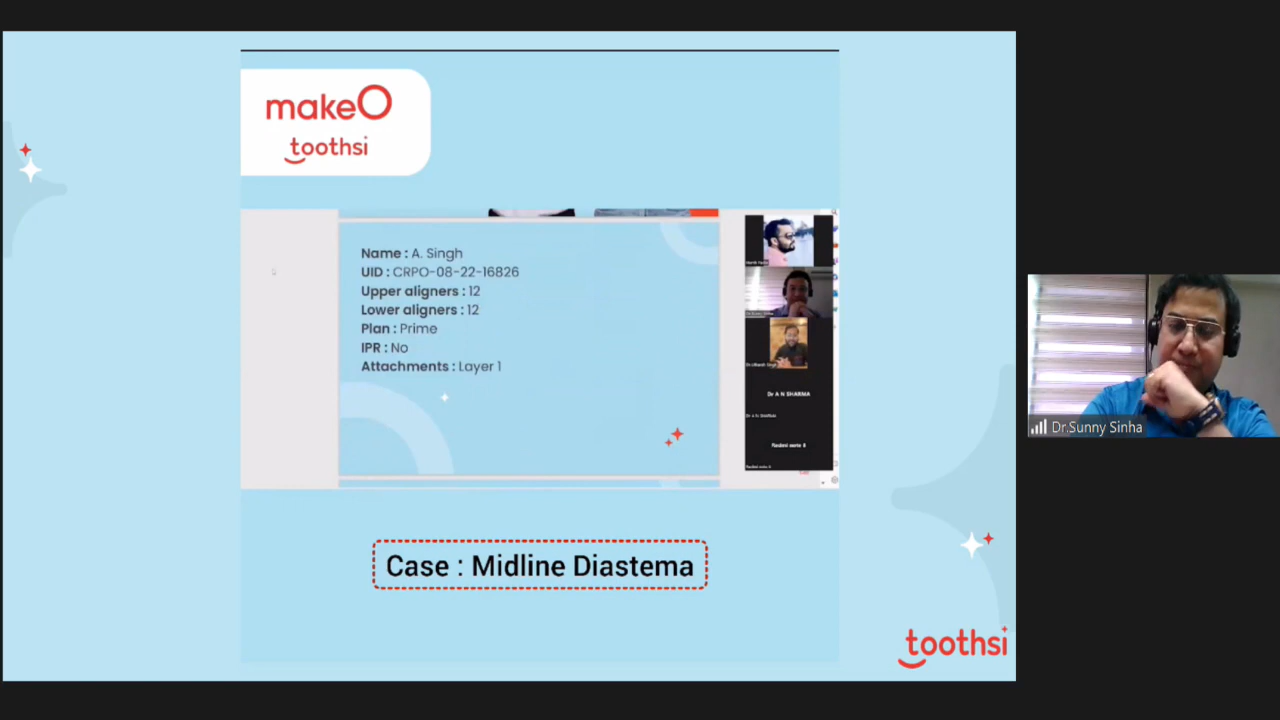 makeO
toothsi
Name : A. Singh
UID : CRPO-08-22-16826
Upper aligners : 12
Lower aligners : 12
Plan : Prime
IPR : No
Attachments : Layer 1
Dr A N SHARMA
Case : Midline Diastema
toothsi
Dr.Sunny Sinha